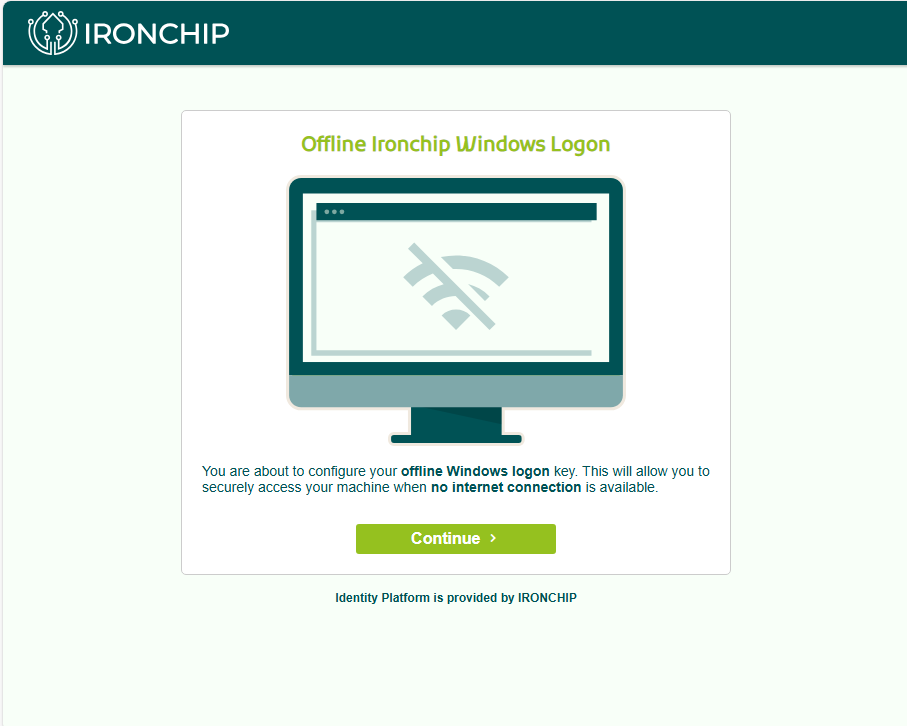 IRONCHIP
Offline Ironchip Windows Logon
You are about to configure your offline Windows logon key. This will allow you to
securely access your machine when no internet connection is available.
Continue ›
Identity Platform is provided by IRONCHIP